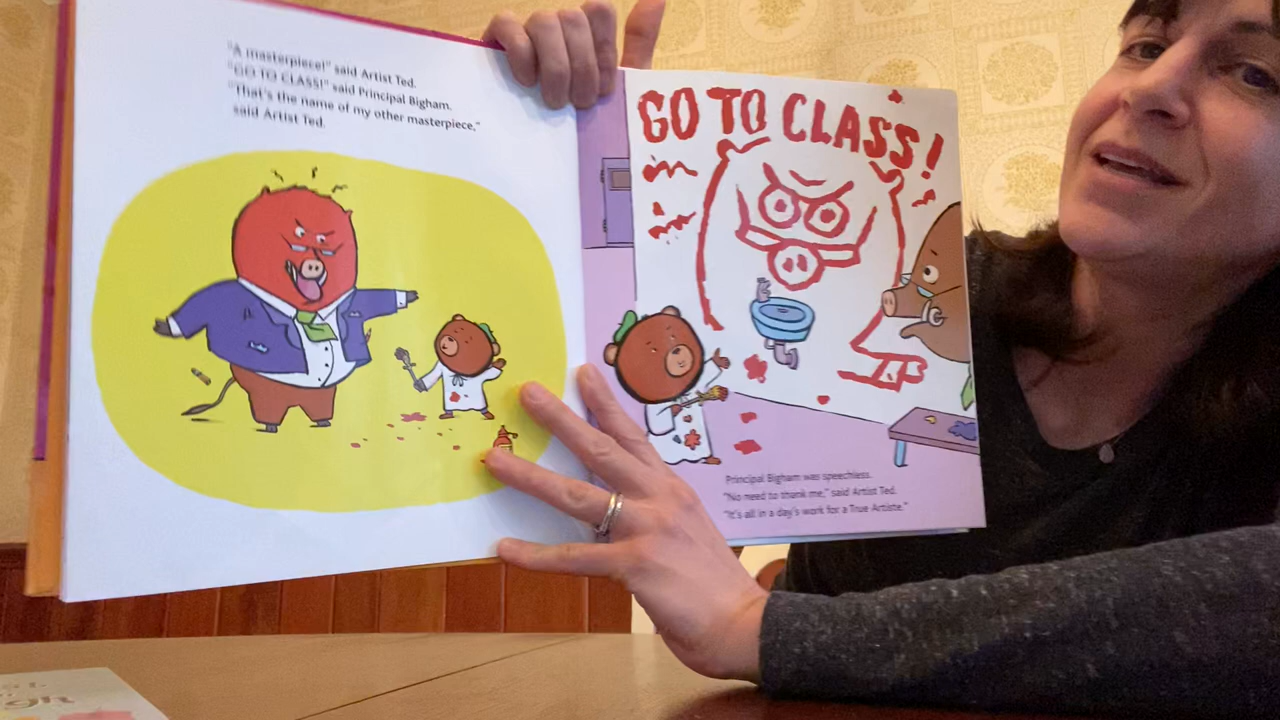 "A masterpiece!" said Artist Ted.
"GO TO CLASS!" said Principal Bigham.
"That's the name of my other masterpiece,"
said Artist Ted.
GO TO CLASS!
Principal Bigham was speechless.
"No need to thank me," said Artist Ted.
"It's all in a day's work for a True Artiste."